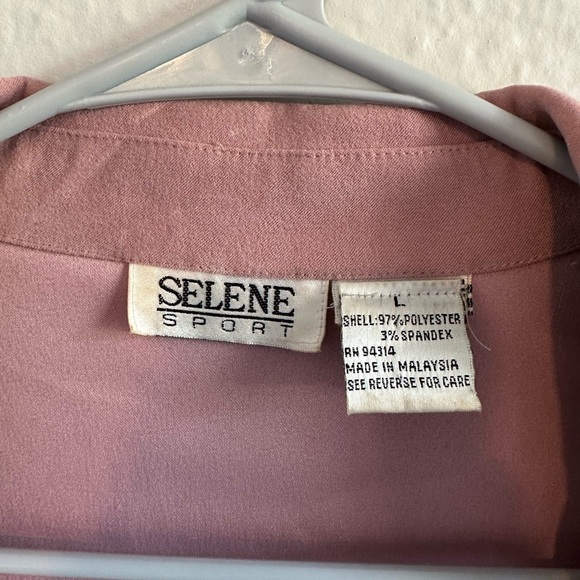 SELENE
SPORT
L
SHELL:97%POLYESTER
3%SPANDEX
RN 94314
MADE IN MALAYSIA
SEE REVERSE FOR CARE